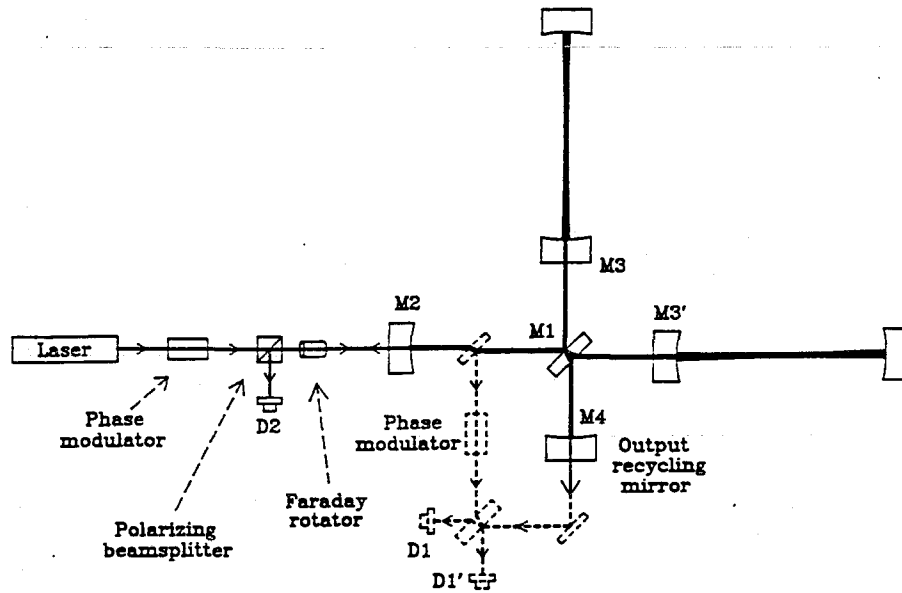 M3
M2
M1
M3'
Laser
Phase
modulator
D2
Phase
modulator
M4
Output
recycling
mirror
Faraday
rotator
Polarizing
beamsplitter
D1
D1'